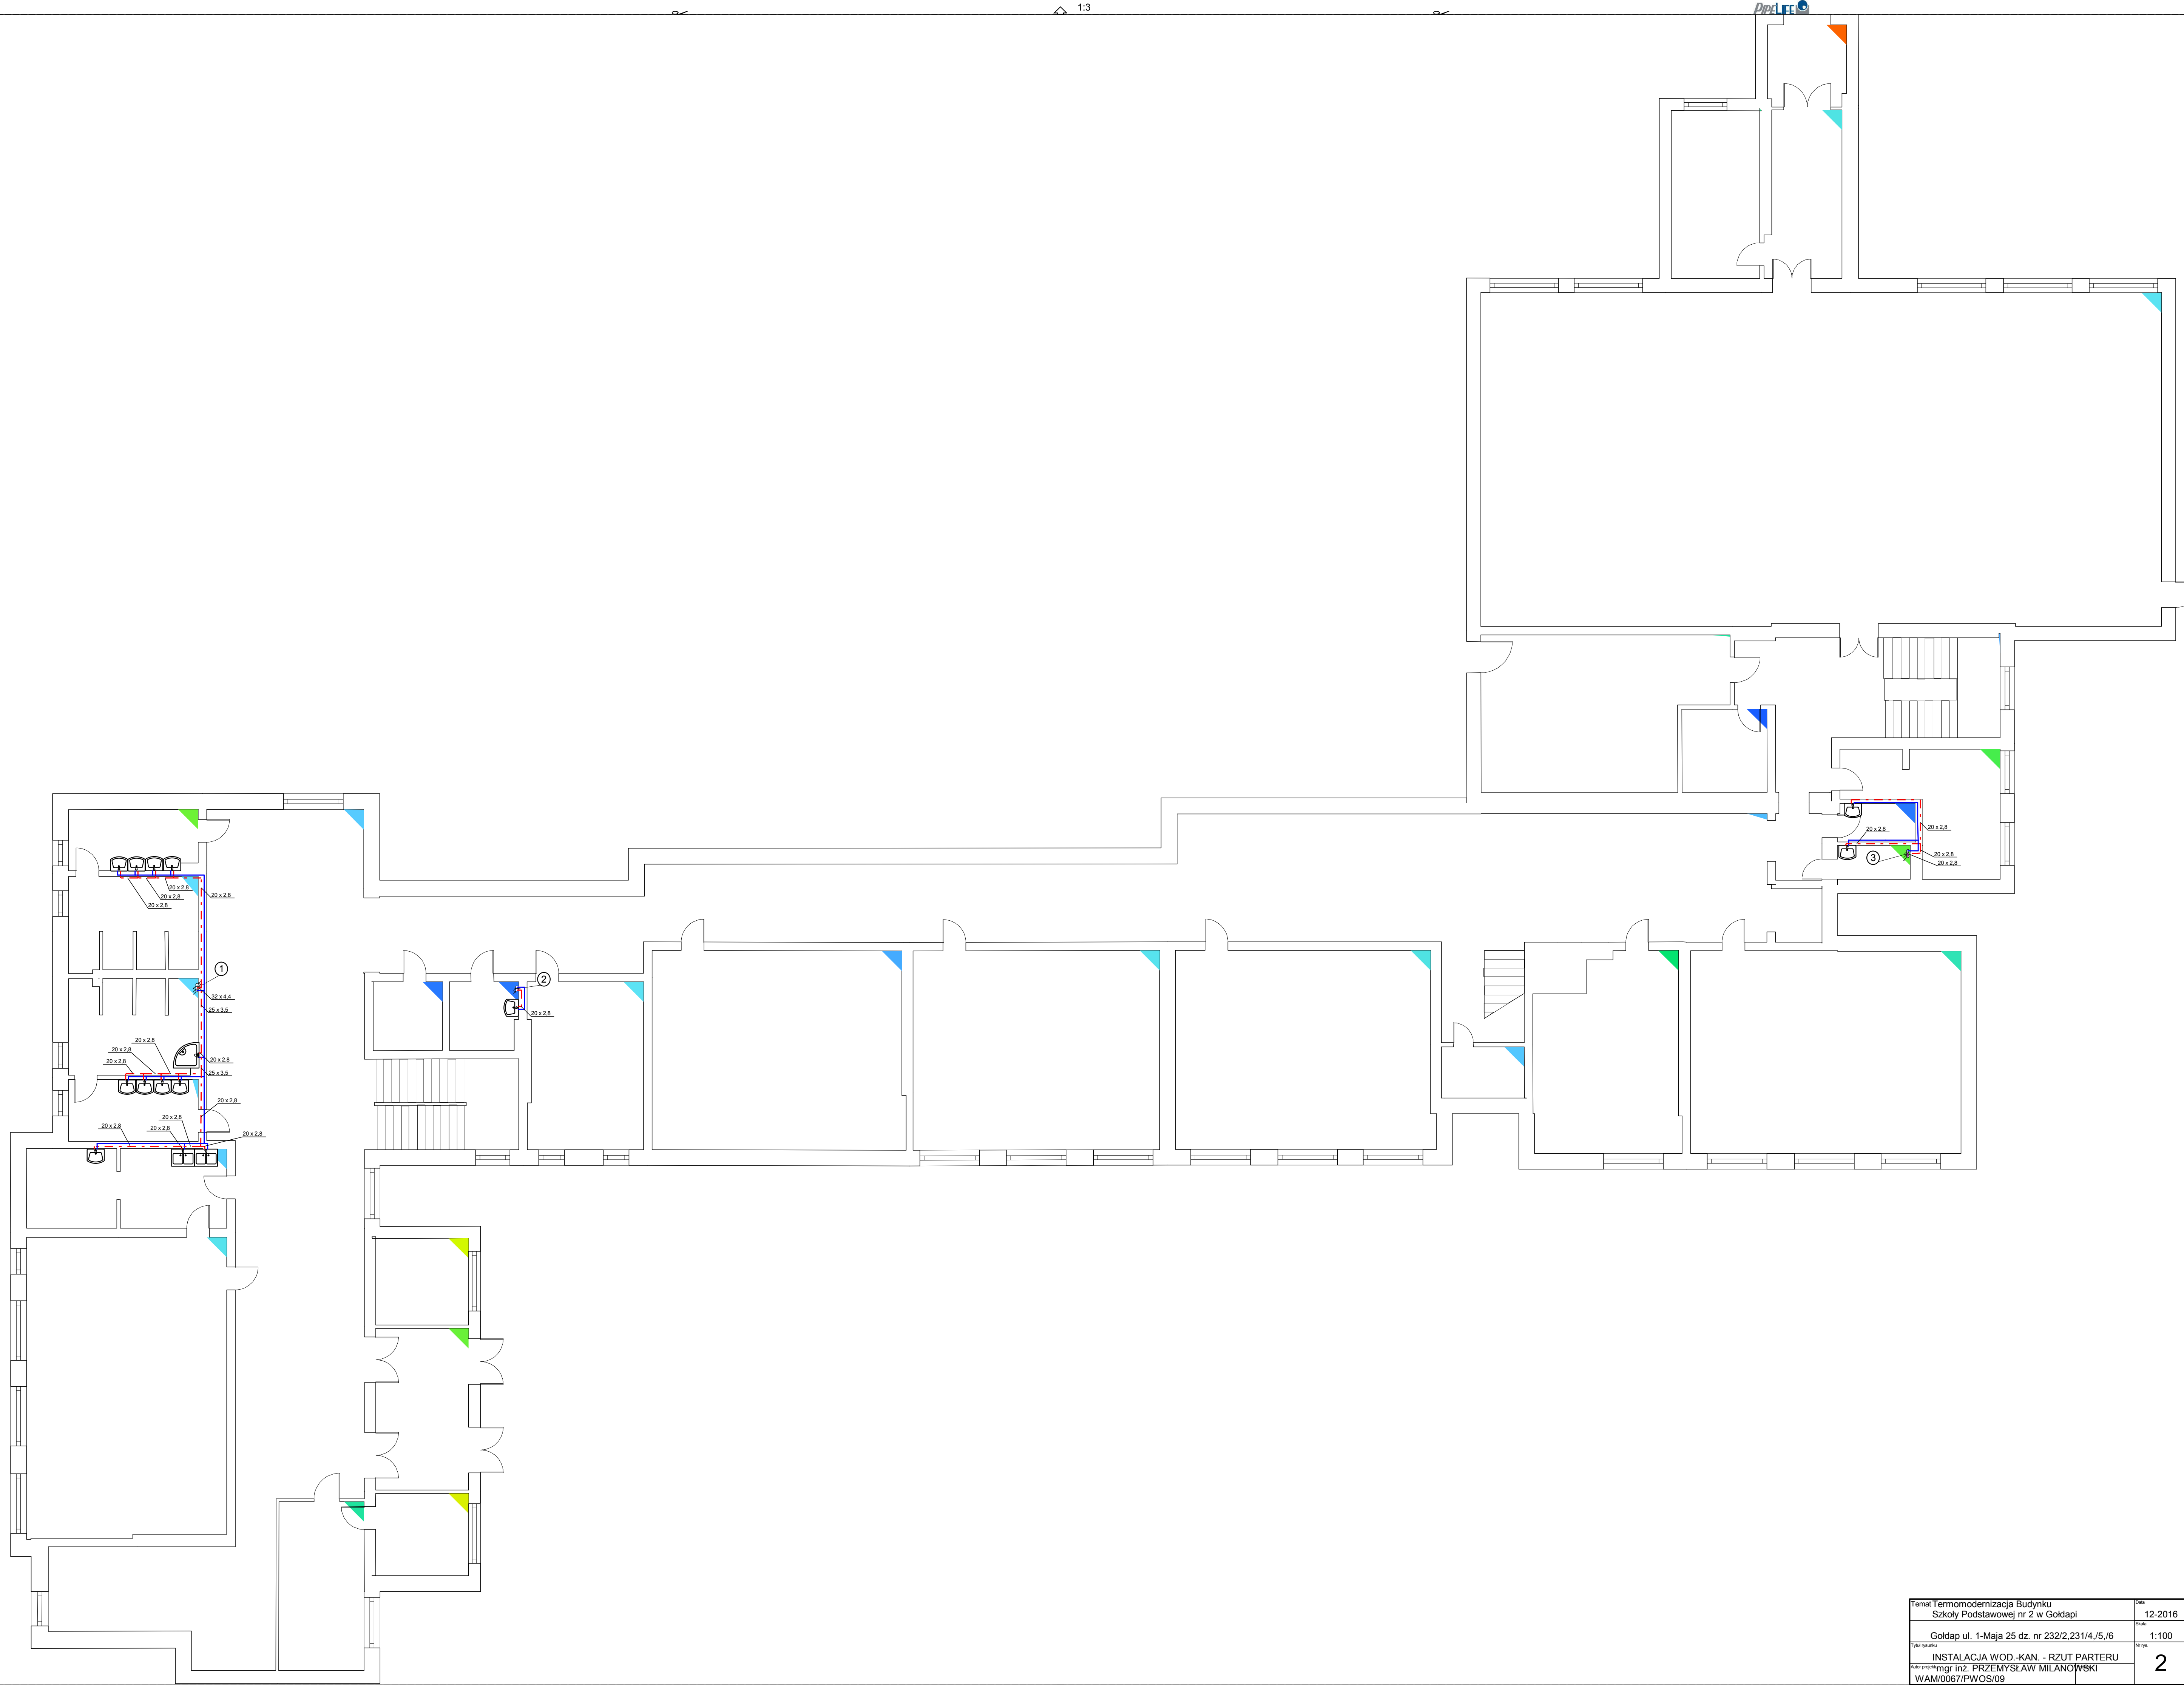 1:3
PIPELIFE
20 x 2,8
20 x 2,8
20 x 2,8
20 x 2,8
1
32 x 4,4
25 x 3,5
20 x 2,8
20 x 2,8
20 x 2,8
20 x 2,8
25 x 3,5
20 x 2,8
20 x 2,8
20 x 2,8
20 x 2,8
20 x 2,8
2
20 x 2,8
20 x 2,8
20 x 2,8
3
20 x 2,8
20 x 2,8
Temat Termomodernizacja Budynku
Szkoły Podstawowej nr 2 w Gołdapi
Data
12-2016
Gołdap ul. 1-Maja 25 dz. nr 232/2,231/4,/5,/6
Skala
1:100
Tytuł rysunku
INSTALACJA WOD.-KAN. - RZUT PARTERU
Nr rys.
2
Autor projektu mgr inż. PRZEMYSŁAW MILANOWSKI
WAM/0067/PWOS/09